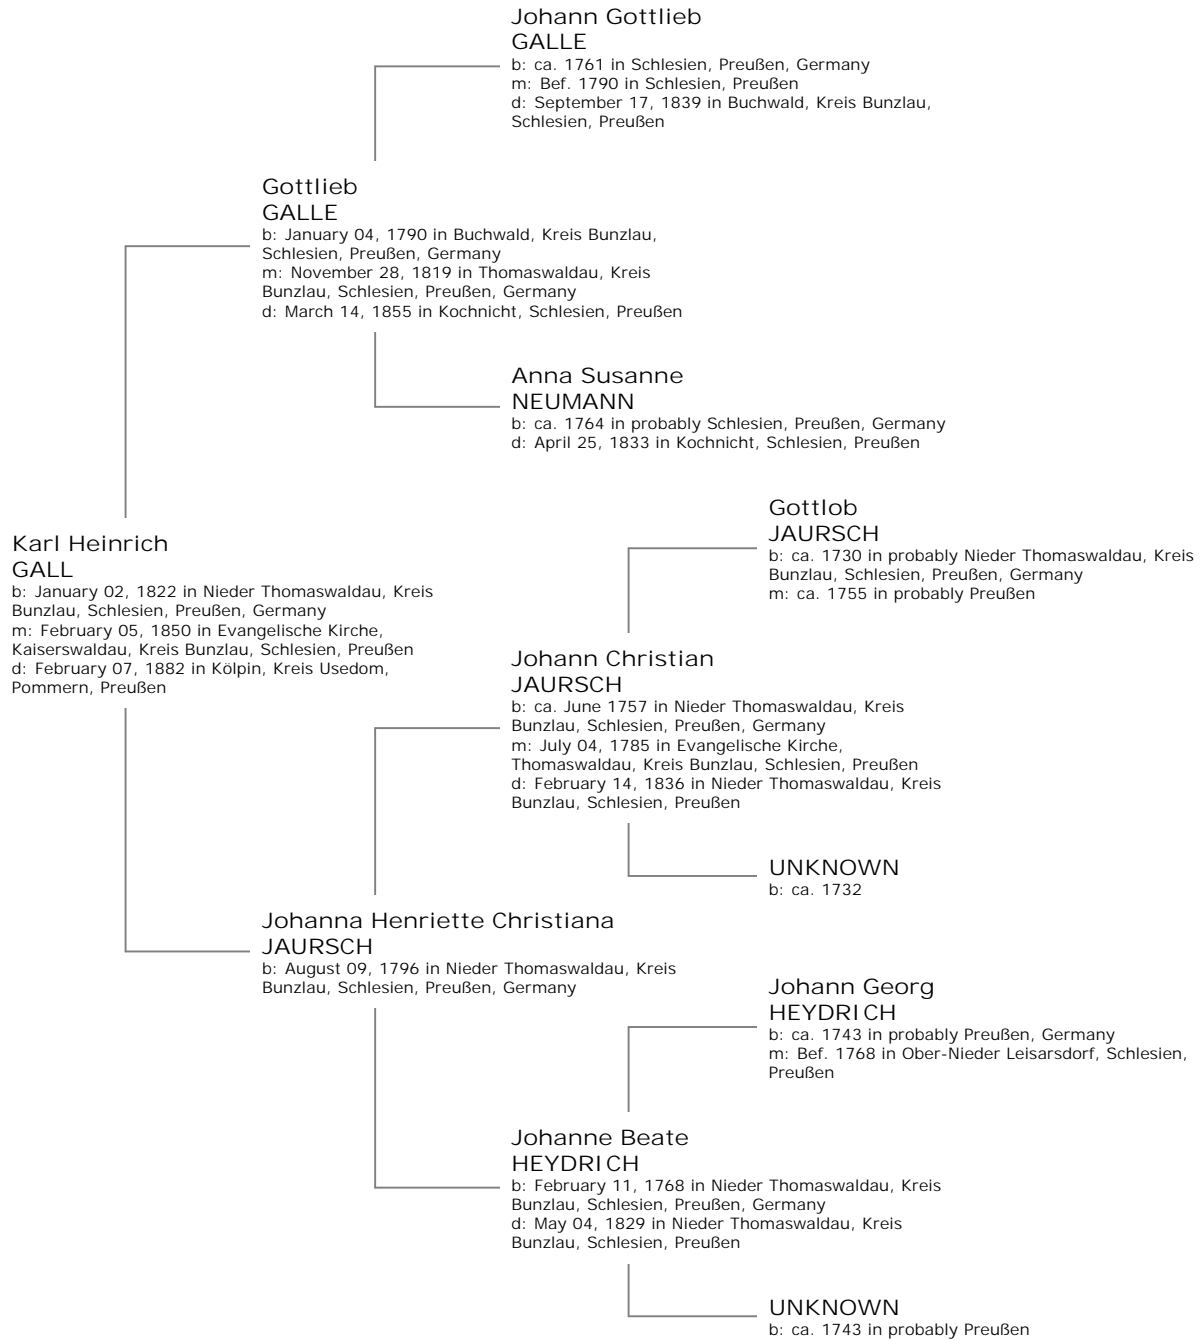 Johann Gottlieb
GALLE
b: ca. 1761 in Schlesien, Preußen, Germany
m: Bef. 1790 in Schlesien, Preußen
d: September 17, 1839 in Buchwald, Kreis Bunzlau,
Schlesien, Preußen
Gottlieb
GALLE
b: January 04, 1790 in Buchwald, Kreis Bunzlau,
Schlesien, Preußen, Germany
m: November 28, 1819 in Thomaswaldau, Kreis
Bunzlau, Schlesien, Preußen, Germany
d: March 14, 1855 in Kochnicht, Schlesien, Preußen
Anna Susanne
NEUMANN
b: ca. 1764 in probably Schlesien, Preußen, Germany
d: April 25, 1833 in Kochnicht, Schlesien, Preußen
Karl Heinrich
GALL
b: January 02, 1822 in Nieder Thomaswaldau, Kreis
Bunzlau, Schlesien, Preußen, Germany
m: February 05, 1850 in Evangelische Kirche,
Kaiserswaldau, Kreis Bunzlau, Schlesien, Preußen
d: February 07, 1882 in Kölpin, Kreis Usedom,
Pommern, Preußen
Gottlob
JAURSCH
b: ca. 1730 in probably Nieder Thomaswaldau, Kreis
Bunzlau, Schlesien, Preußen, Germany
m: ca. 1755 in probably Preußen
Johann Christian
JAURSCH
b: ca. June 1757 in Nieder Thomaswaldau, Kreis
Bunzlau, Schlesien, Preußen, Germany
m: July 04, 1785 in Evangelische Kirche,
Thomaswaldau, Kreis Bunzlau, Schlesien, Preußen
d: February 14, 1836 in Nieder Thomaswaldau, Kreis
Bunzlau, Schlesien, Preußen
UNKNOWN
b: ca. 1732
Johanna Henriette Christiana
JAURSCH
b: August 09, 1796 in Nieder Thomaswaldau, Kreis
Bunzlau, Schlesien, Preußen, Germany
Johann Georg
HEYDRICH
b: ca. 1743 in probably Preußen, Germany
m: Bef. 1768 in Ober-Nieder Leisarsdorf, Schlesien,
Preußen
Johanne Beate
HEYDRICH
b: February 11, 1768 in Nieder Thomaswaldau, Kreis
Bunzlau, Schlesien, Preußen, Germany
d: May 04, 1829 in Nieder Thomaswaldau, Kreis
Bunzlau, Schlesien, Preußen
UNKNOWN
b: ca. 1743 in probably Preußen